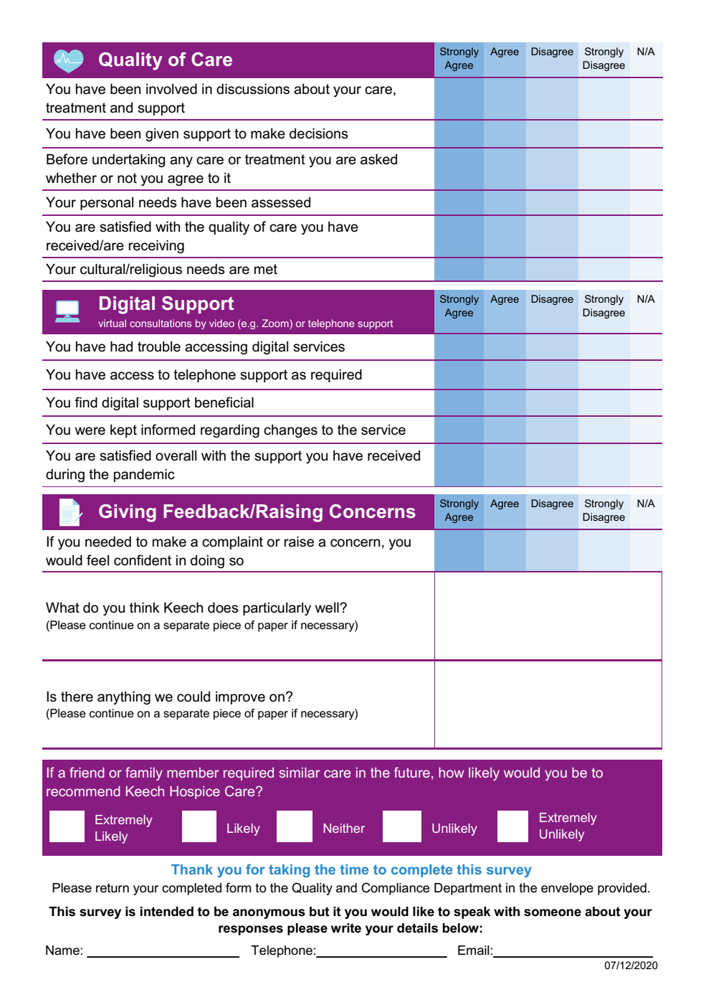 Quality of Care
Strongly Agree Disagree Strongly N/A
Agree Disagree
You have been involved in discussions about your care,
treatment and support
You have been given support to make decisions
Before undertaking any care or treatment you are asked
whether or not you agree to it
Your personal needs have been assessed
You are satisfied with the quality of care you have
received/are receiving
Your cultural/religious needs are met
Digital Support
virtual consultations by video (e.g. Zoom) or telephone support
Strongly Agree Disagree Strongly N/A
Agree Disagree
You have had trouble accessing digital services
You have access to telephone support as required
You find digital support beneficial
You were kept informed regarding changes to the service
You are satisfied overall with the support you have received
during the pandemic
Giving Feedback/Raising Concerns
Strongly Agree Disagree Strongly N/A
Agree Disagree
If you needed to make a complaint or raise a concern, you
would feel confident in doing so
What do you think Keech does particularly well?
(Please continue on a separate piece of paper if necessary)
Is there anything we could improve on?
(Please continue on a separate piece of paper if necessary)
If a friend or family member required similar care in the future, how likely would you be to
recommend Keech Hospice Care?
Extremely
Likely
Likely
Neither
Unlikely
Extremely
Unlikely
Thank you for taking the time to complete this survey
Please return your completed form to the Quality and Compliance Department in the envelope provided.
This survey is intended to be anonymous but it you would like to speak with someone about your
responses please write your details below:
Name: Telephone: Email:
07/12/2020